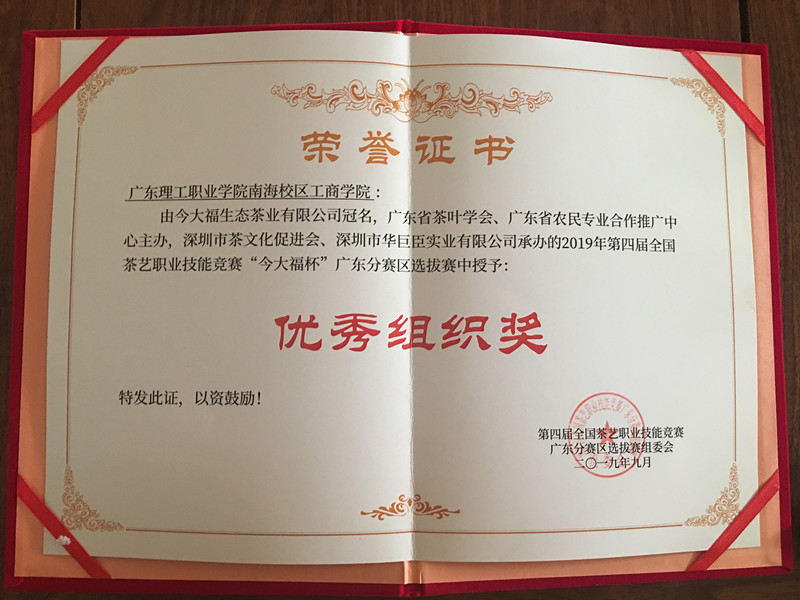 荣誉证书
广东理工职业学院南海校区工商学院：
由今大福生态茶业有限公司冠名，广东省茶叶学会、广东省农民专业合作推广中
心主办，深圳市茶文化促进会、深圳市华巨臣实业有限公司承办的2019年第四届全国
茶艺职业技能竞赛“今大福杯”广东分赛区选拔赛中授予：
优秀组织奖
特发此证，以资鼓励！
第四届全国茶艺职业技能竞赛
广东分赛区选拔赛组委会
二〇一九年九月